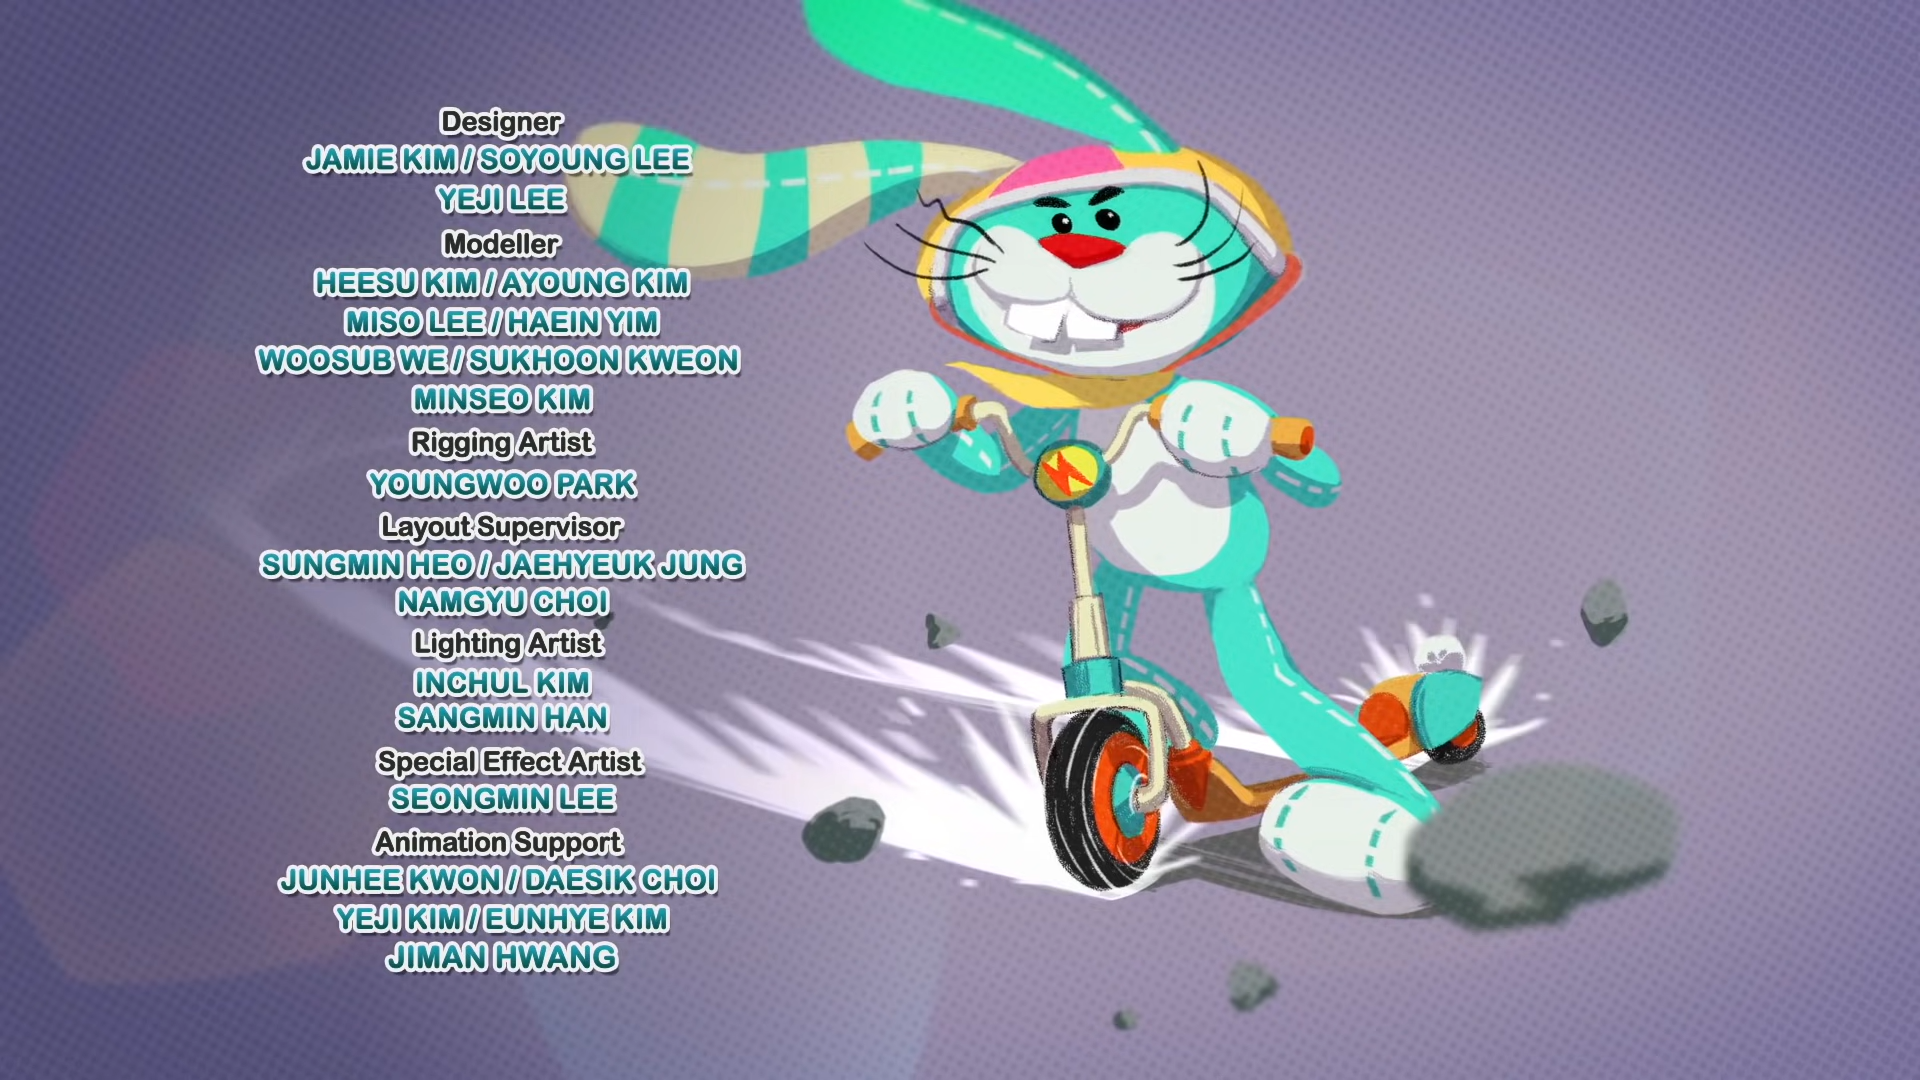 Designer
JAMIE KIM / SOYOUNG LEE
YEJI LEE
Modeller
HEESU KIM / AYOUNG KIM
MISO LEE / HAEIN YIM
WOOSUB WE / SUKHOON KWEON
MINSEO KIM
Rigging Artist
YOUNGWOO PARK
Layout Supervisor
SUNGMIN HEO / JAEHYEUK JUNG
NAMGYU CHOI
Lighting Artist
INCHUL KIM
SANGMIN HAN
Special Effect Artist
SEONGMIN LEE
Animation Support
JUNHEE KWON / DAESIK CHOI
YEJI KIM / EUNHYE KIM
JIMAN HWANG